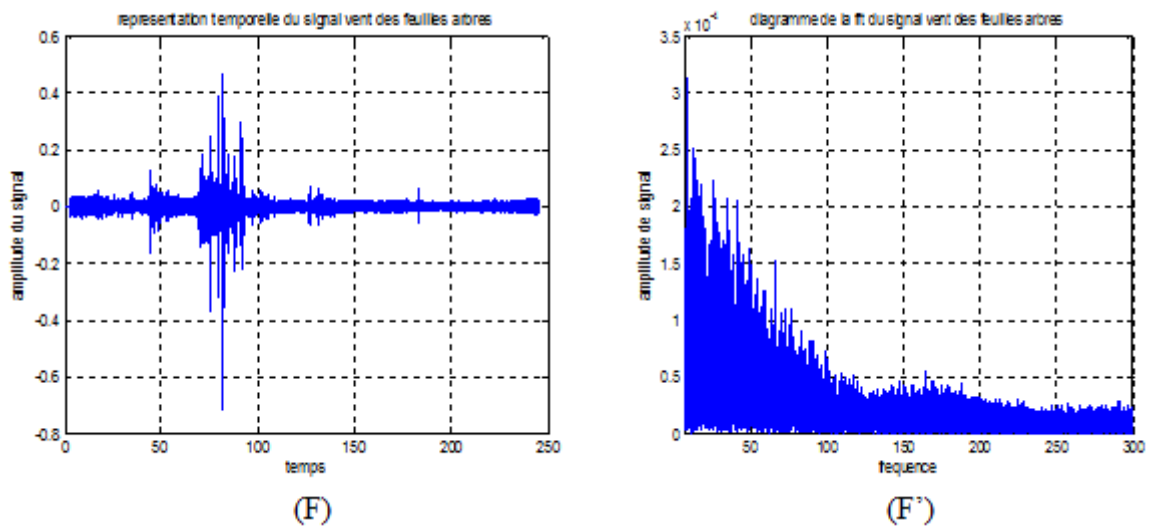 representation temporelle du signal vent des feuilles arbres
0.6
0.4
0.2
0
-0.2
-0.4
-0.6
-0.8
amplitude du signal
0 50 100 150 200 250
temps
(F)
diagramme de la fft du signal vent des feuilles arbres
x 10⁻⁴
3.5
3
2.5
2
1.5
1
0.5
0
amplitude de signal
50 100 150 200 250 300
frequence
(F’)